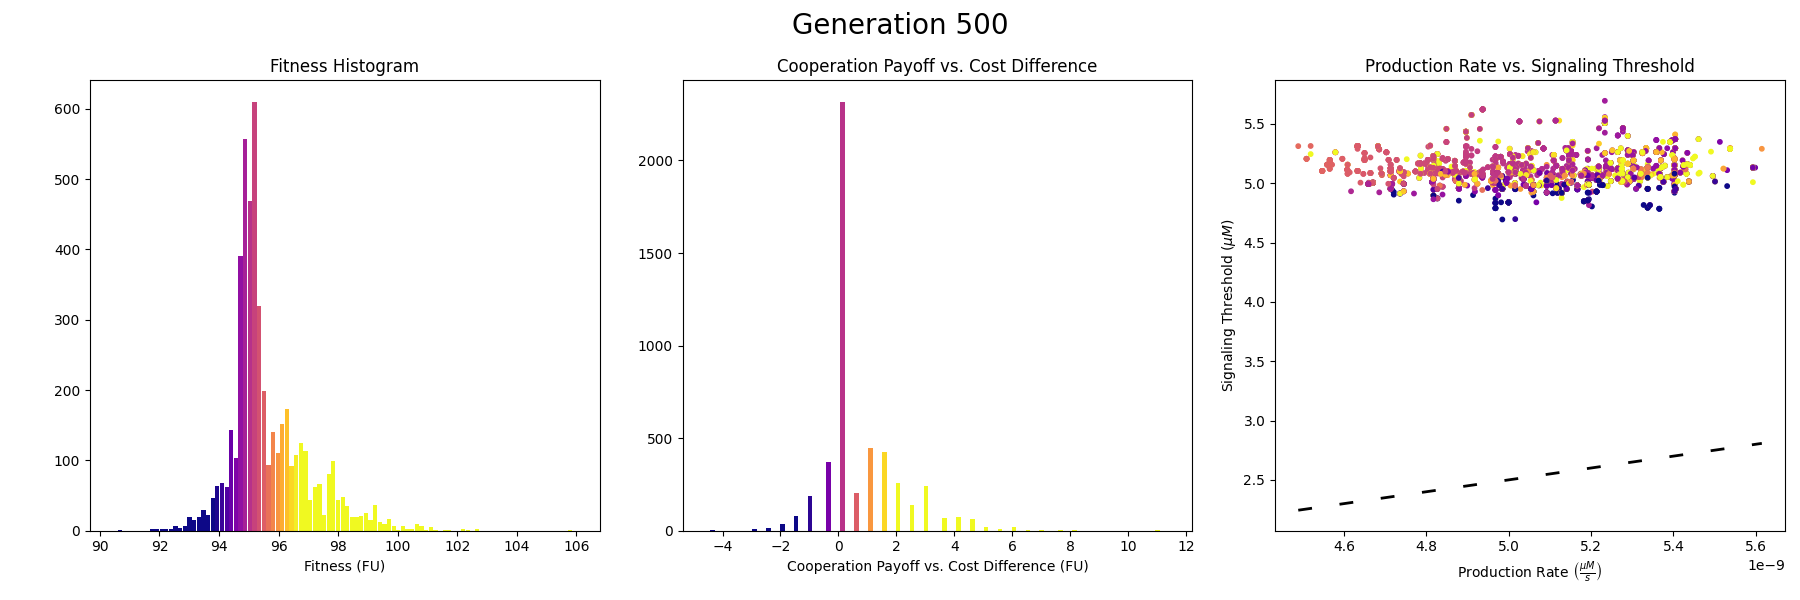 Generation 500
Fitness Histogram
600
500
400
300
200
100
0
90 92 94 96 98 100 102 104 106
Fitness (FU)
Cooperation Payoff vs. Cost Difference
2000
1500
1000
500
0
−4 −2 0 2 4 6 8 10 12
Cooperation Payoff vs. Cost Difference (FU)
Production Rate vs. Signaling Threshold
Signaling Threshold (μM)
5.5
5.0
4.5
4.0
3.5
3.0
2.5
4.6 4.8 5.0 5.2 5.4 5.6
1e−9
Production Rate (μM/s)